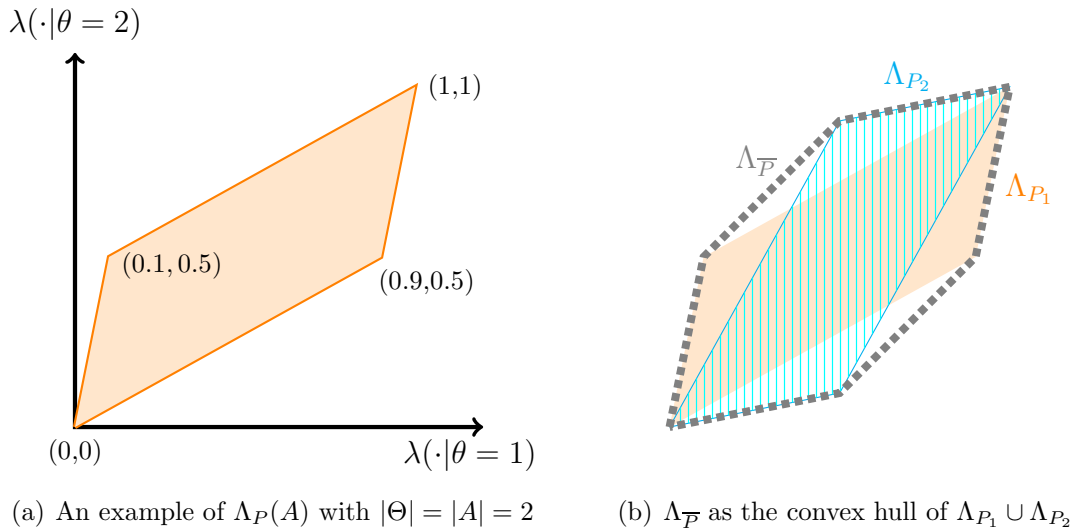 λ(·|θ = 2)
(1,1)
(0.1, 0.5)
(0.9,0.5)
(0,0)
λ(·|θ = 1)
(a) An example of Λ_P(A) with |Θ| = |A| = 2
Λ_{P_2}
Λ_{\overline{P}}
Λ_{P_1}
(b) Λ_{\overline{P}} as the convex hull of Λ_{P_1} ∪ Λ_{P_2}